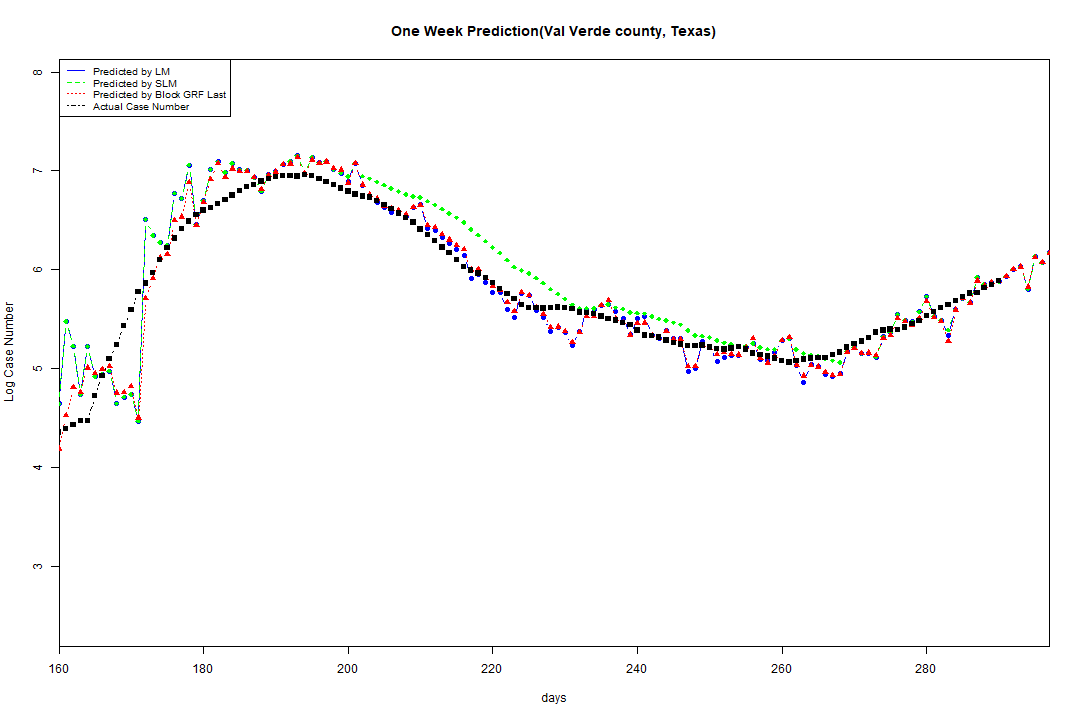 One Week Prediction(Val Verde county, Texas)
Predicted by LM
Predicted by SLM
Predicted by Block GRF Last
Actual Case Number
Log Case Number
8
7
6
5
4
3
160 180 200 220 240 260 280
days